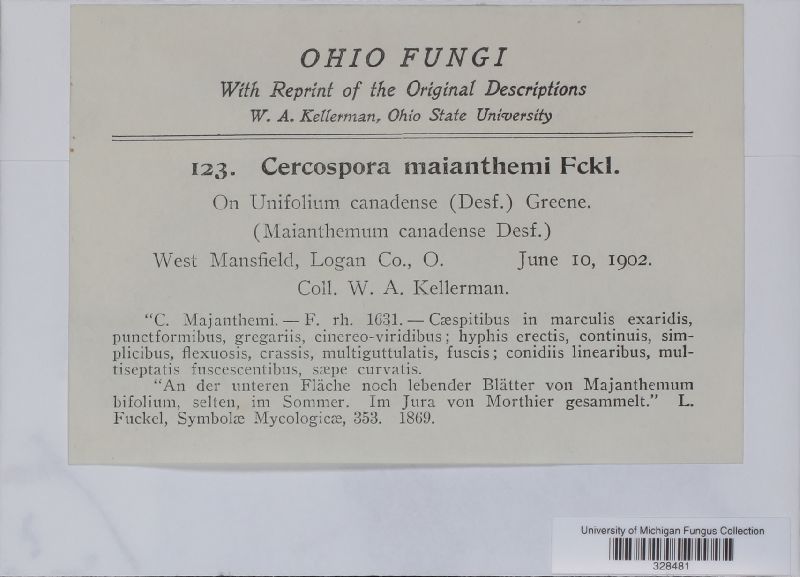 OHIO FUNGI
With Reprint of the Original Descriptions
W. A. Kellerman, Ohio State University
123. Cercospora maianthemi Fckl.
On Unifolium canadense (Desf.) Greene.
(Maianthemum canadense Desf.)
West Mansfield, Logan Co., O. June 10, 1902.
Coll. W. A. Kellerman.
"C. Majanthemi. — F. rh. 1631. — Cæspitibus in marculis exaridis,
punctformibus, gregariis, cinereo-viridibus; hyphis erectis, continuis, sim-
plicibus, flexuosis, crassis, multiguttulatis, fuscis; conidiis linearibus, mul-
tiseptatis fuscescentibus, sæpe curvatis.
"An der unteren Fläche noch lebender Blätter von Majanthemum
bifolium, selten, im Sommer. Im Jura von Morthier gesammelt." L.
Fuckel, Symbolæ Mycologicæ, 353. 1869.
University of Michigan Fungus Collection
328481